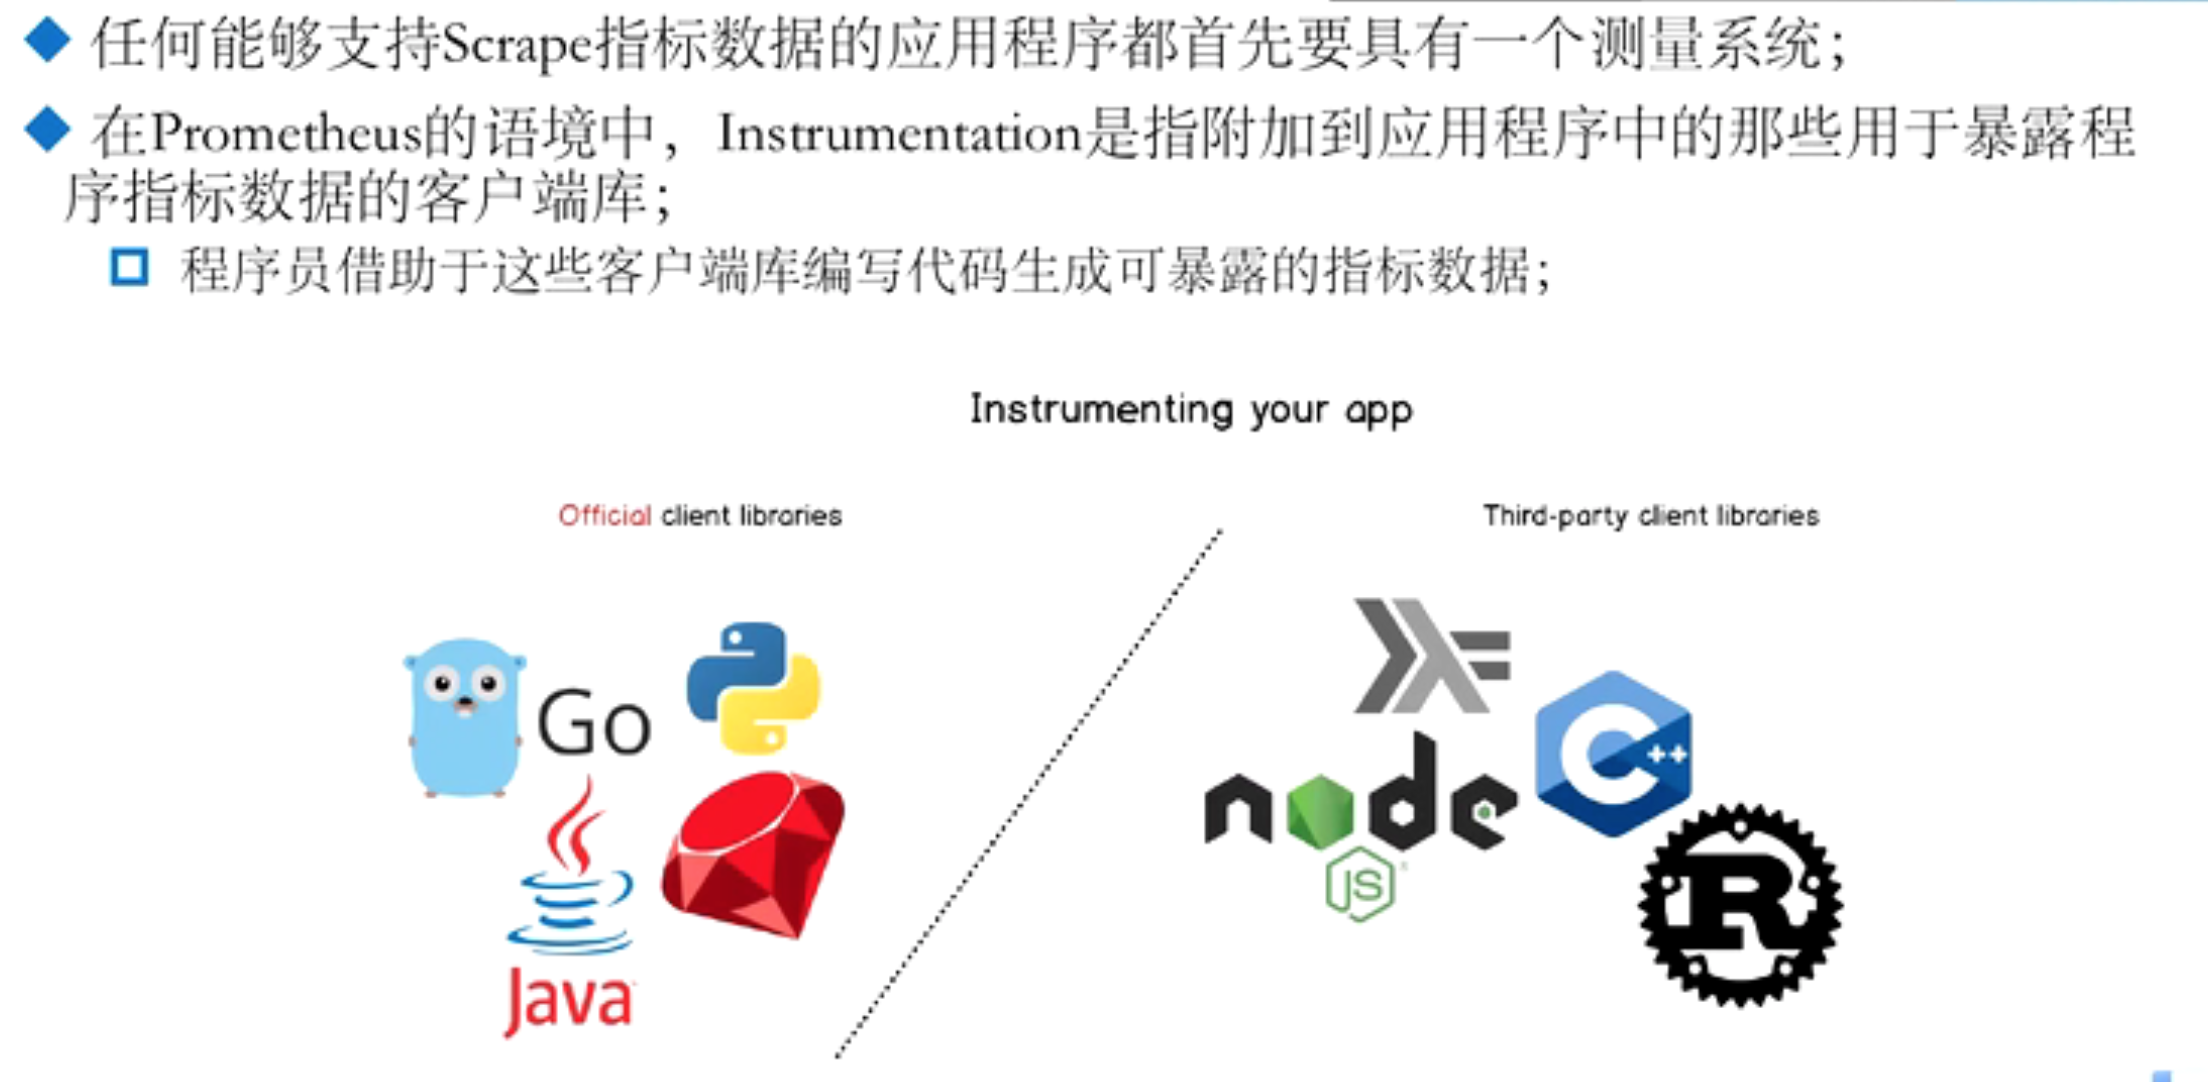 任何能够支持Scrape指标数据的应用程序都首先要具有一个测量系统；
在Prometheus的语境中，Instrumentation是指附加到应用程序中的那些用于暴露程
序指标数据的客户端库；
程序员借助于这些客户端库编写代码生成可暴露的指标数据；
Instrumenting your app
Official client libraries
Third-party client libraries
Go
Java
node
JS
C++
R